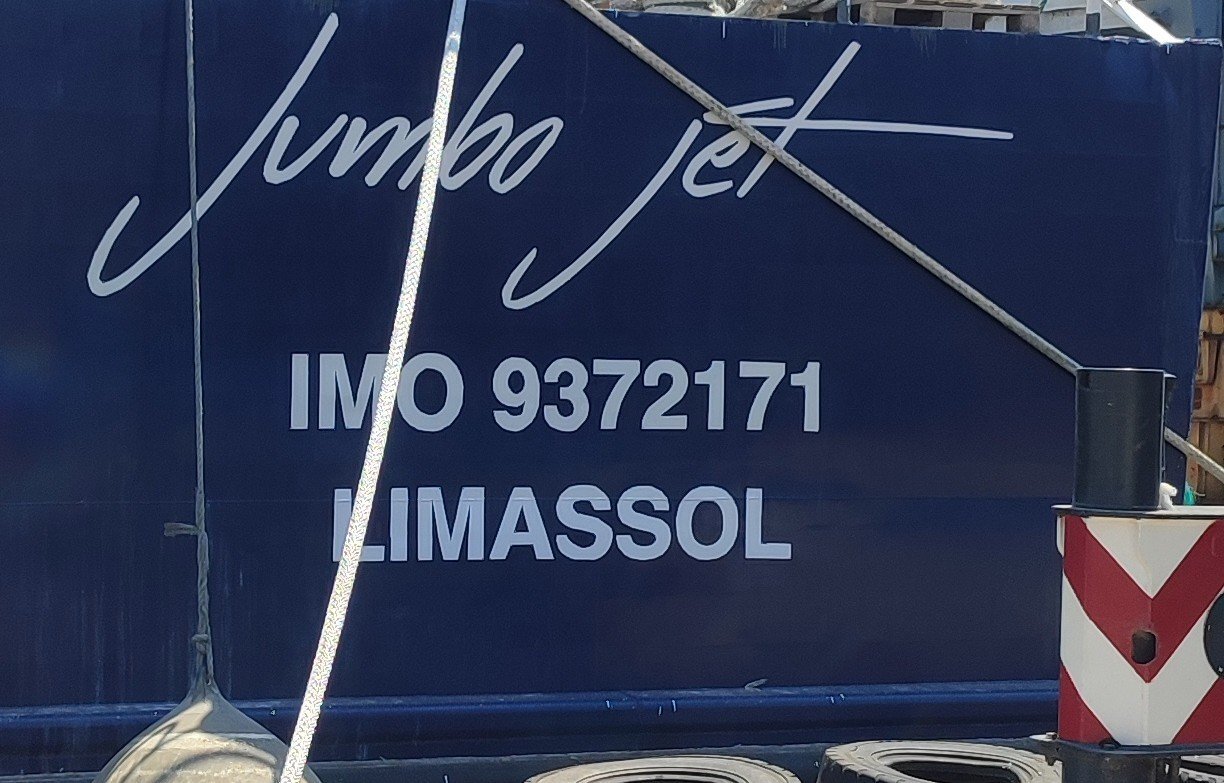 Jumbo Jet
IMO 9372171
LIMASSOL